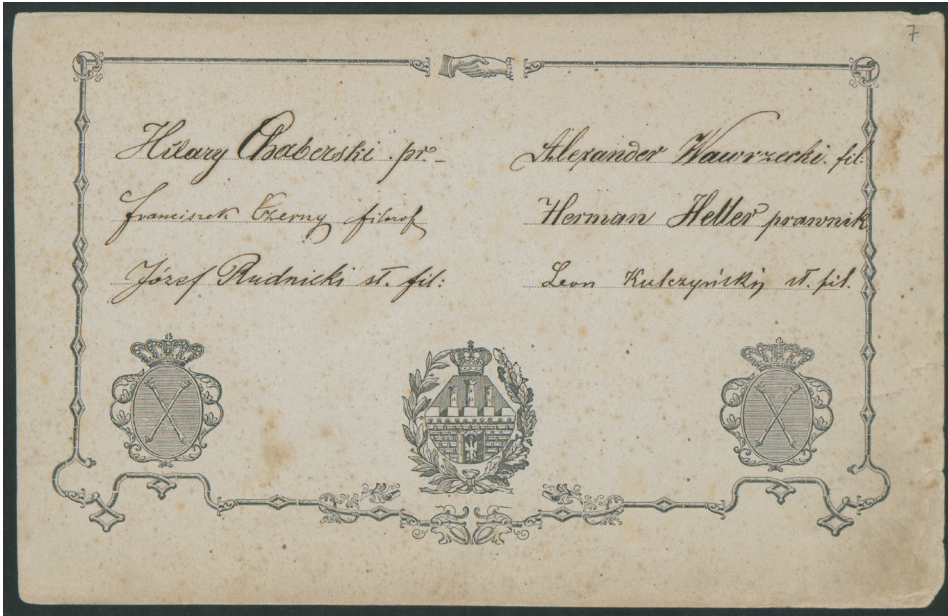 7
Hilary Chaberski pr.
Franciszek Czerny filozof
Józef Rudnicki st. fil:
Alexander Wawrzecki fil:
Herman Heller prawnik
Leon Kulczyński st. fil.